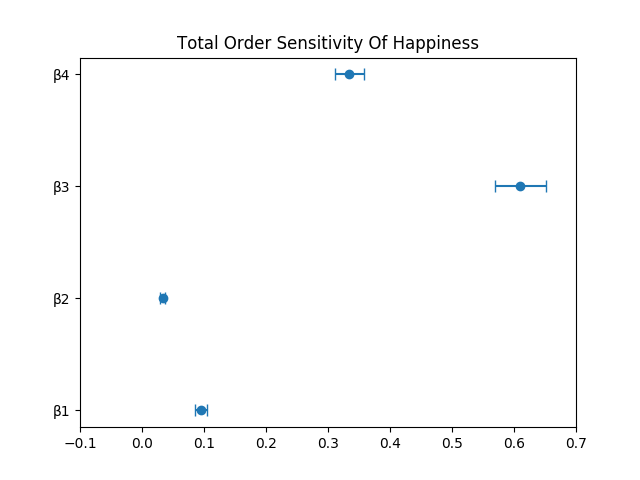 Total Order Sensitivity Of Happiness
β4
β3
β2
β1
−0.1 0.0 0.1 0.2 0.3 0.4 0.5 0.6 0.7